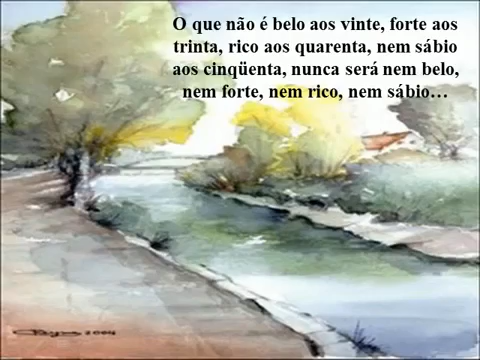 O que não é belo aos vinte, forte aos
trinta, rico aos quarenta, nem sábio
aos cinqüenta, nunca será nem belo,
nem forte, nem rico, nem sábio…
2004